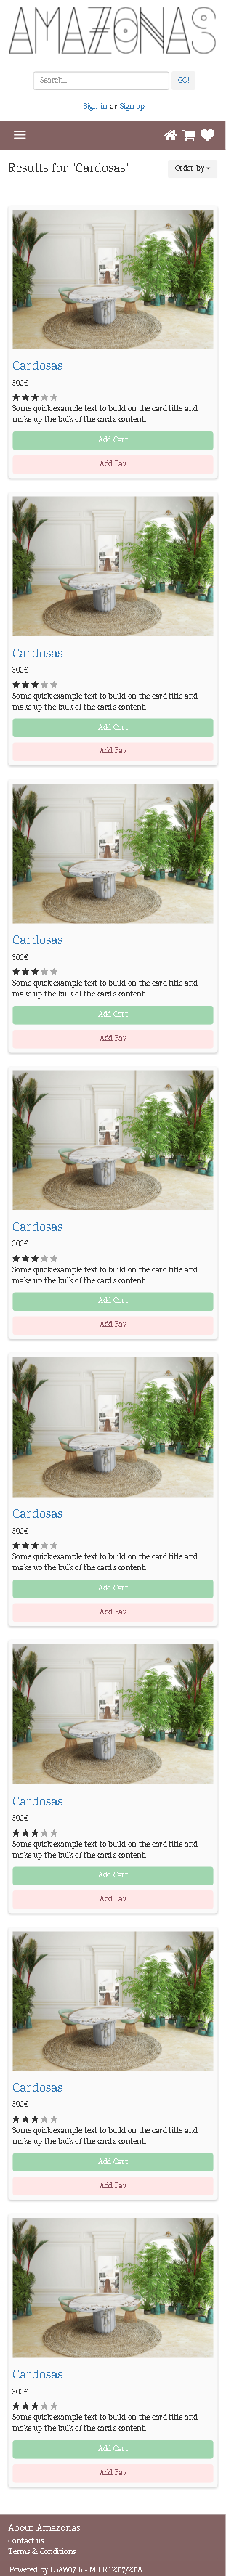 AMAZONAS
Search...
GO!
Sign in or Sign up
Results for "Cardosas"
Order by
Cardosas
300€
Some quick example text to build on the card title and
make up the bulk of the card's content.
Add Cart
Add Fav
Cardosas
300€
Some quick example text to build on the card title and
make up the bulk of the card's content.
Add Cart
Add Fav
Cardosas
300€
Some quick example text to build on the card title and
make up the bulk of the card's content.
Add Cart
Add Fav
Cardosas
300€
Some quick example text to build on the card title and
make up the bulk of the card's content.
Add Cart
Add Fav
Cardosas
300€
Some quick example text to build on the card title and
make up the bulk of the card's content.
Add Cart
Add Fav
Cardosas
300€
Some quick example text to build on the card title and
make up the bulk of the card's content.
Add Cart
Add Fav
Cardosas
300€
Some quick example text to build on the card title and
make up the bulk of the card's content.
Add Cart
Add Fav
Cardosas
300€
Some quick example text to build on the card title and
make up the bulk of the card's content.
Add Cart
Add Fav
About Amazonas
Contact us
Terms & Conditions
Powered by LBAW1736 - MIEIC 2017/2018